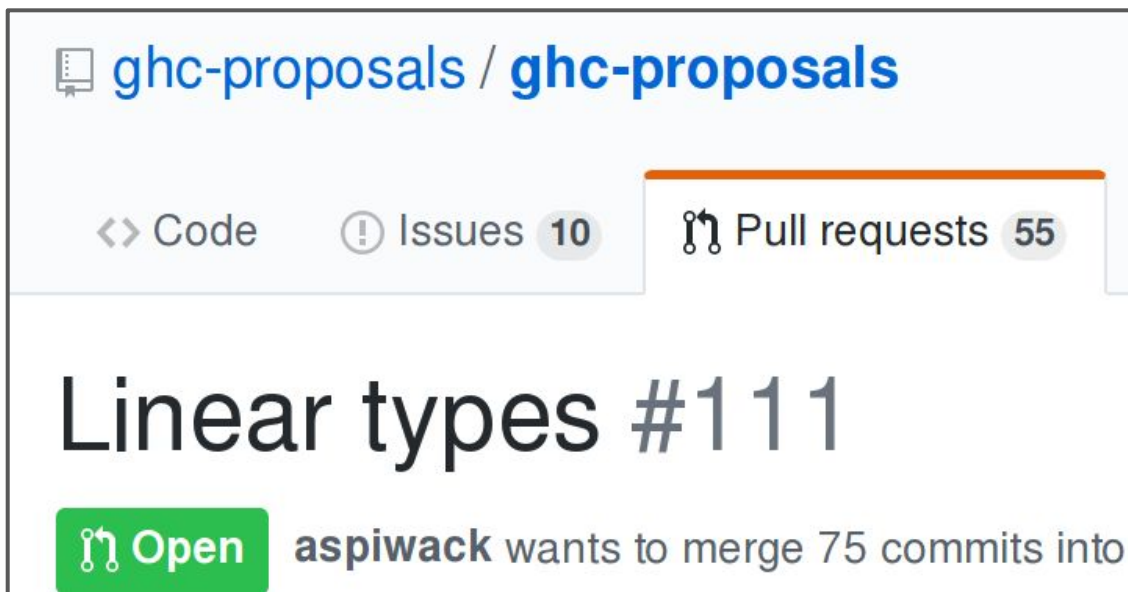 ghc-proposals / ghc-proposals
Code Issues 10 Pull requests 55
Linear types #111
Open aspiwack wants to merge 75 commits into